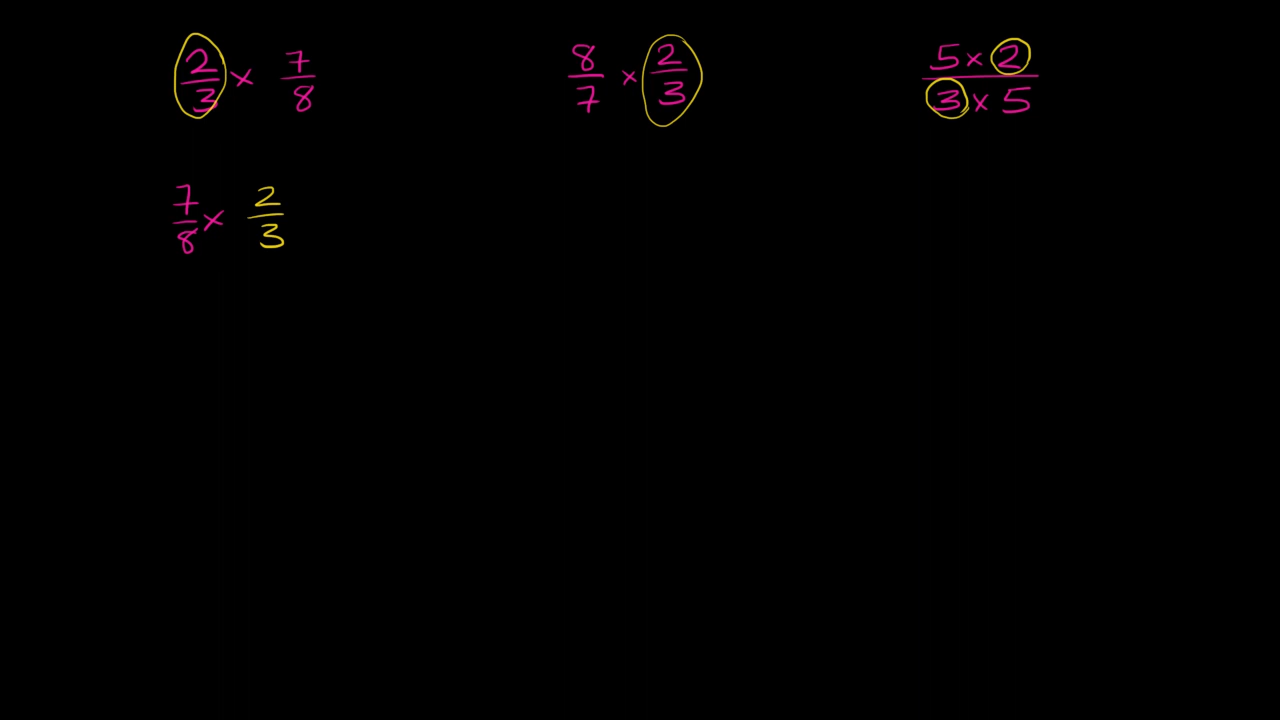 2/3 × 7/8
8/7 × 2/3
5 × 2 / 3 × 5
7/8 × 2/3